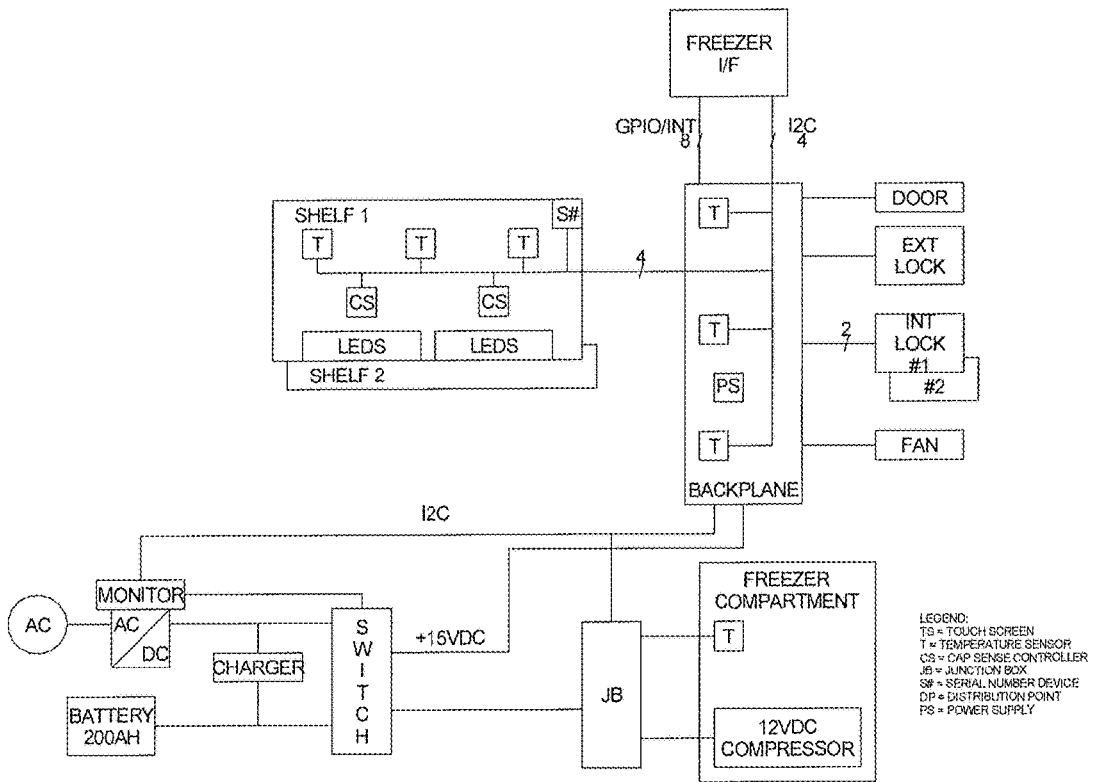 FREEZER
I/F
GPIO/INT
8
I2C
4
SHELF 1
S#
T
T
T
CS
CS
LEDS
LEDS
SHELF 2
4
T
T
PS
T
BACKPLANE
DOOR
EXT
LOCK
2
INT
LOCK
#1
#2
FAN
I2C
MONITOR
AC
AC
DC
CHARGER
BATTERY
200AH
SWITCH
+15VDC
JB
FREEZER
COMPARTMENT
T
12VDC
COMPRESSOR
LEGEND:
TS = TOUCH SCREEN
T = TEMPERATURE SENSOR
CS = CAP SENSE CONTROLLER
JB = JUNCTION BOX
S# = SERIAL NUMBER DEVICE
DP = DISTRIBUTION POINT
PS = POWER SUPPLY